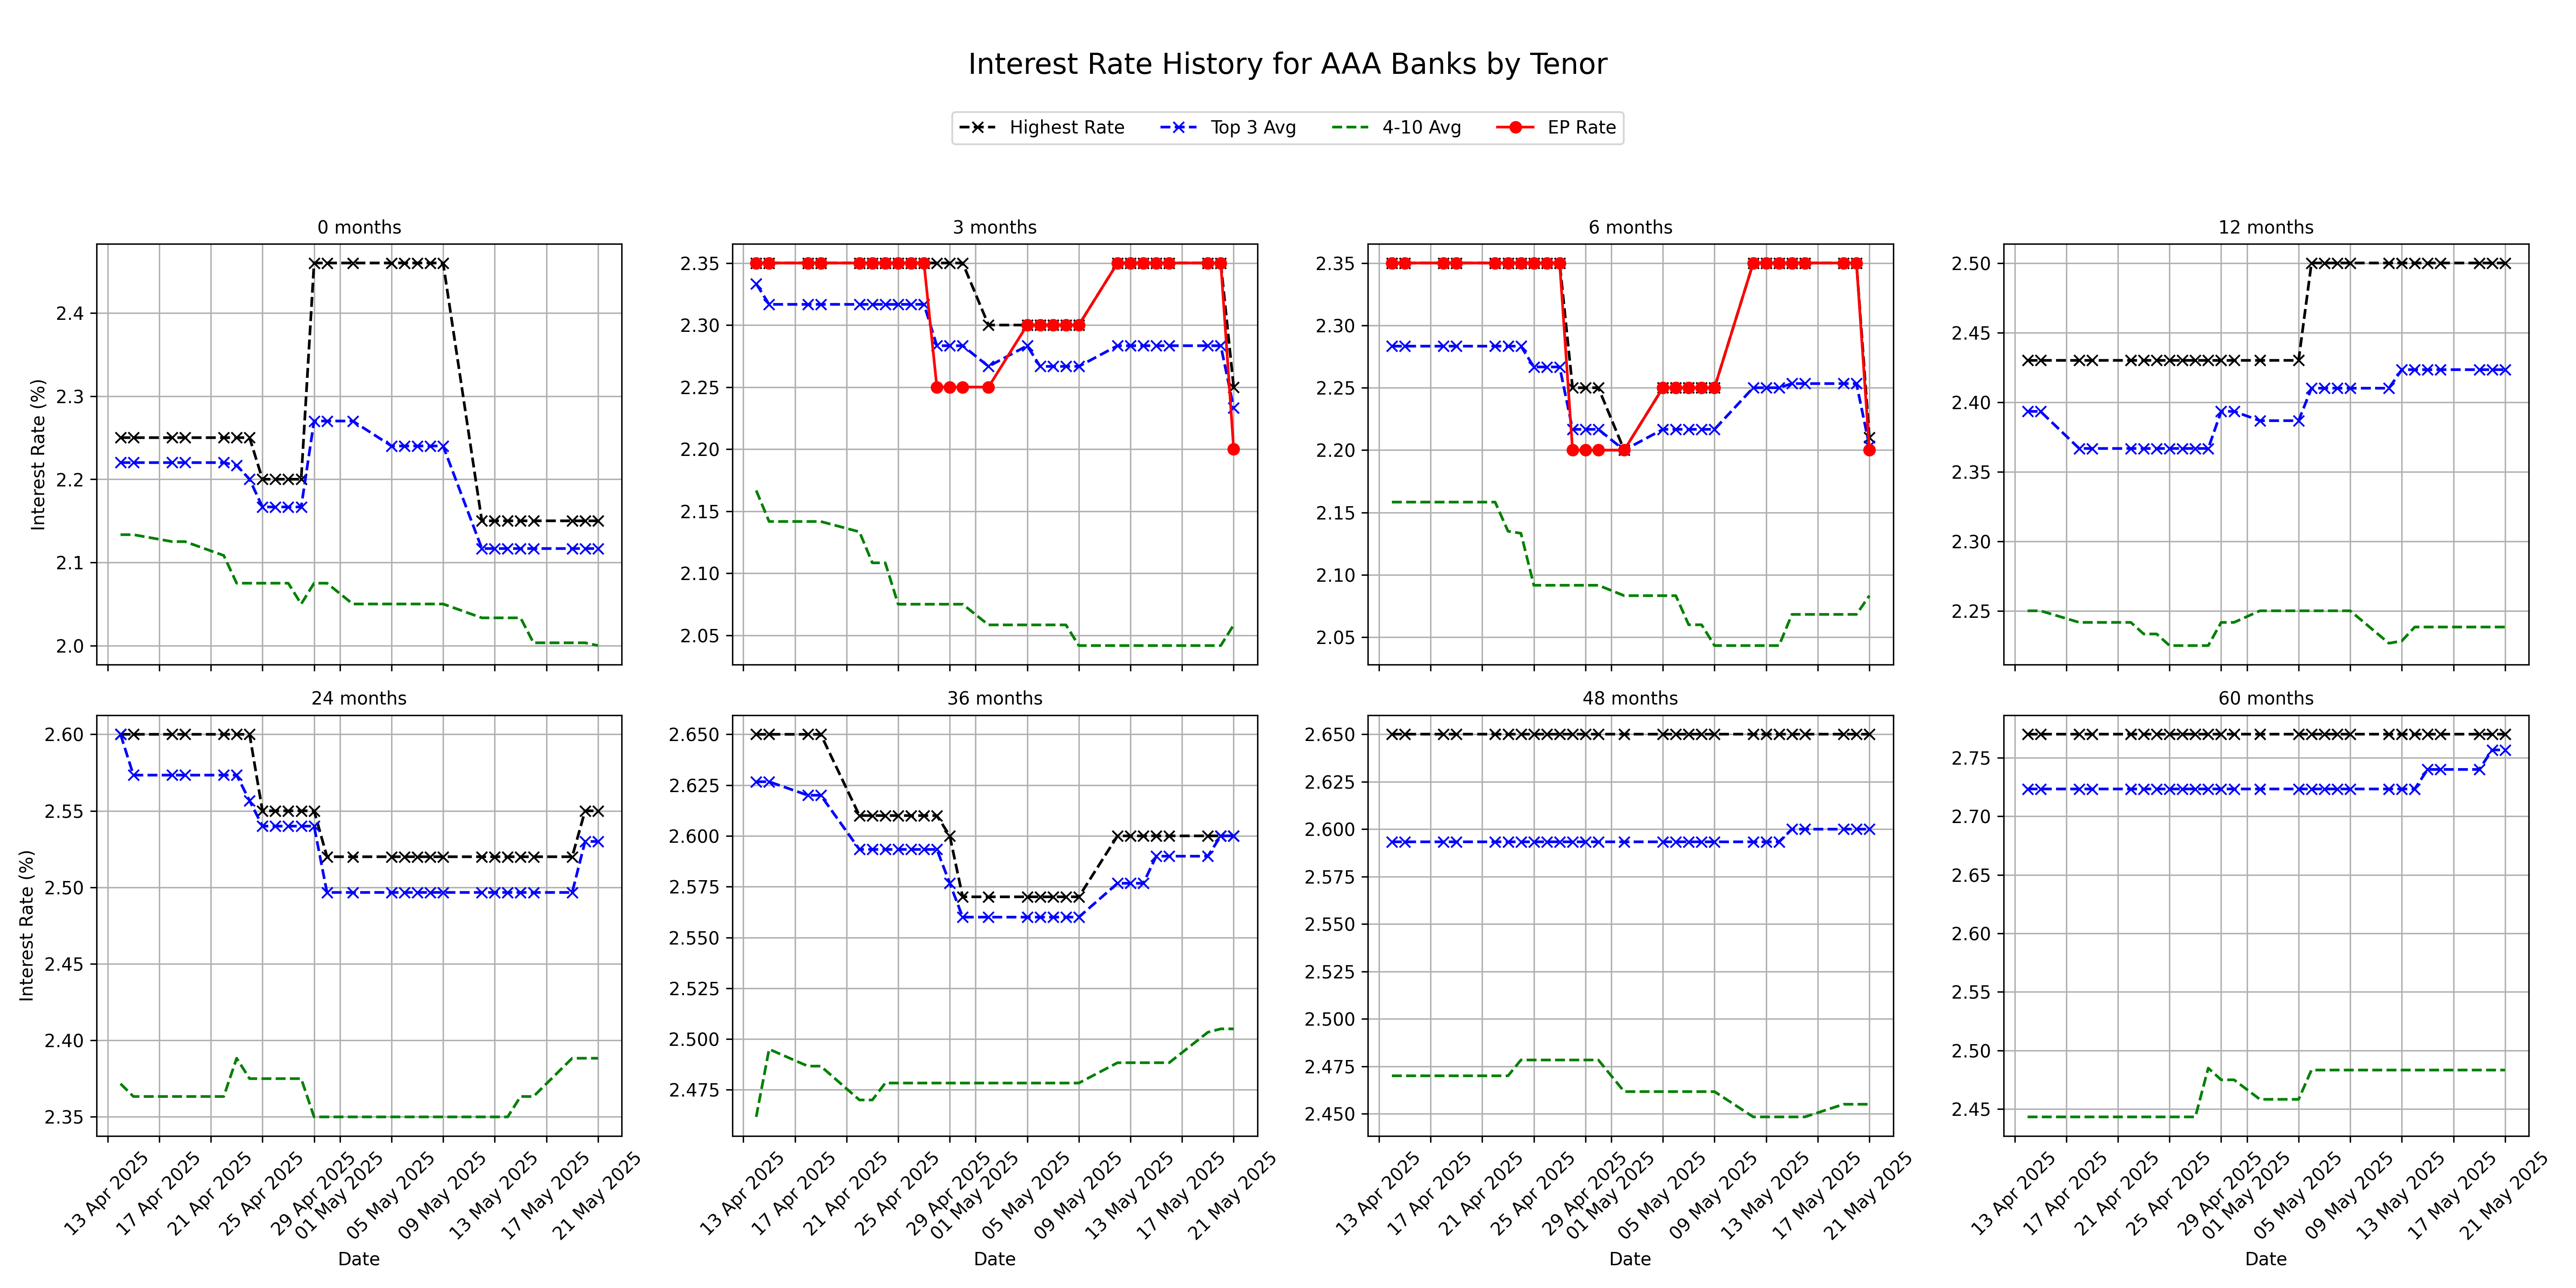 Interest Rate History for AAA Banks by Tenor
Highest Rate Top 3 Avg 4-10 Avg EP Rate
0 months
2.4
2.3
2.2
2.1
2.0
Interest Rate (%)
3 months
2.35
2.30
2.25
2.20
2.15
2.10
2.05
6 months
2.35
2.30
2.25
2.20
2.15
2.10
2.05
12 months
2.50
2.45
2.40
2.35
2.30
2.25
24 months
2.60
2.55
2.50
2.45
2.40
2.35
Interest Rate (%)
13 Apr 2025
17 Apr 2025
21 Apr 2025
25 Apr 2025
29 Apr 2025
01 May 2025
05 May 2025
09 May 2025
13 May 2025
17 May 2025
21 May 2025
Date
36 months
2.650
2.625
2.600
2.575
2.550
2.525
2.500
2.475
13 Apr 2025
17 Apr 2025
21 Apr 2025
25 Apr 2025
29 Apr 2025
01 May 2025
05 May 2025
09 May 2025
13 May 2025
17 May 2025
21 May 2025
Date
48 months
2.650
2.625
2.600
2.575
2.550
2.525
2.500
2.475
2.450
13 Apr 2025
17 Apr 2025
21 Apr 2025
25 Apr 2025
29 Apr 2025
01 May 2025
05 May 2025
09 May 2025
13 May 2025
17 May 2025
21 May 2025
Date
60 months
2.75
2.70
2.65
2.60
2.55
2.50
2.45
13 Apr 2025
17 Apr 2025
21 Apr 2025
25 Apr 2025
29 Apr 2025
01 May 2025
05 May 2025
09 May 2025
13 May 2025
17 May 2025
21 May 2025
Date